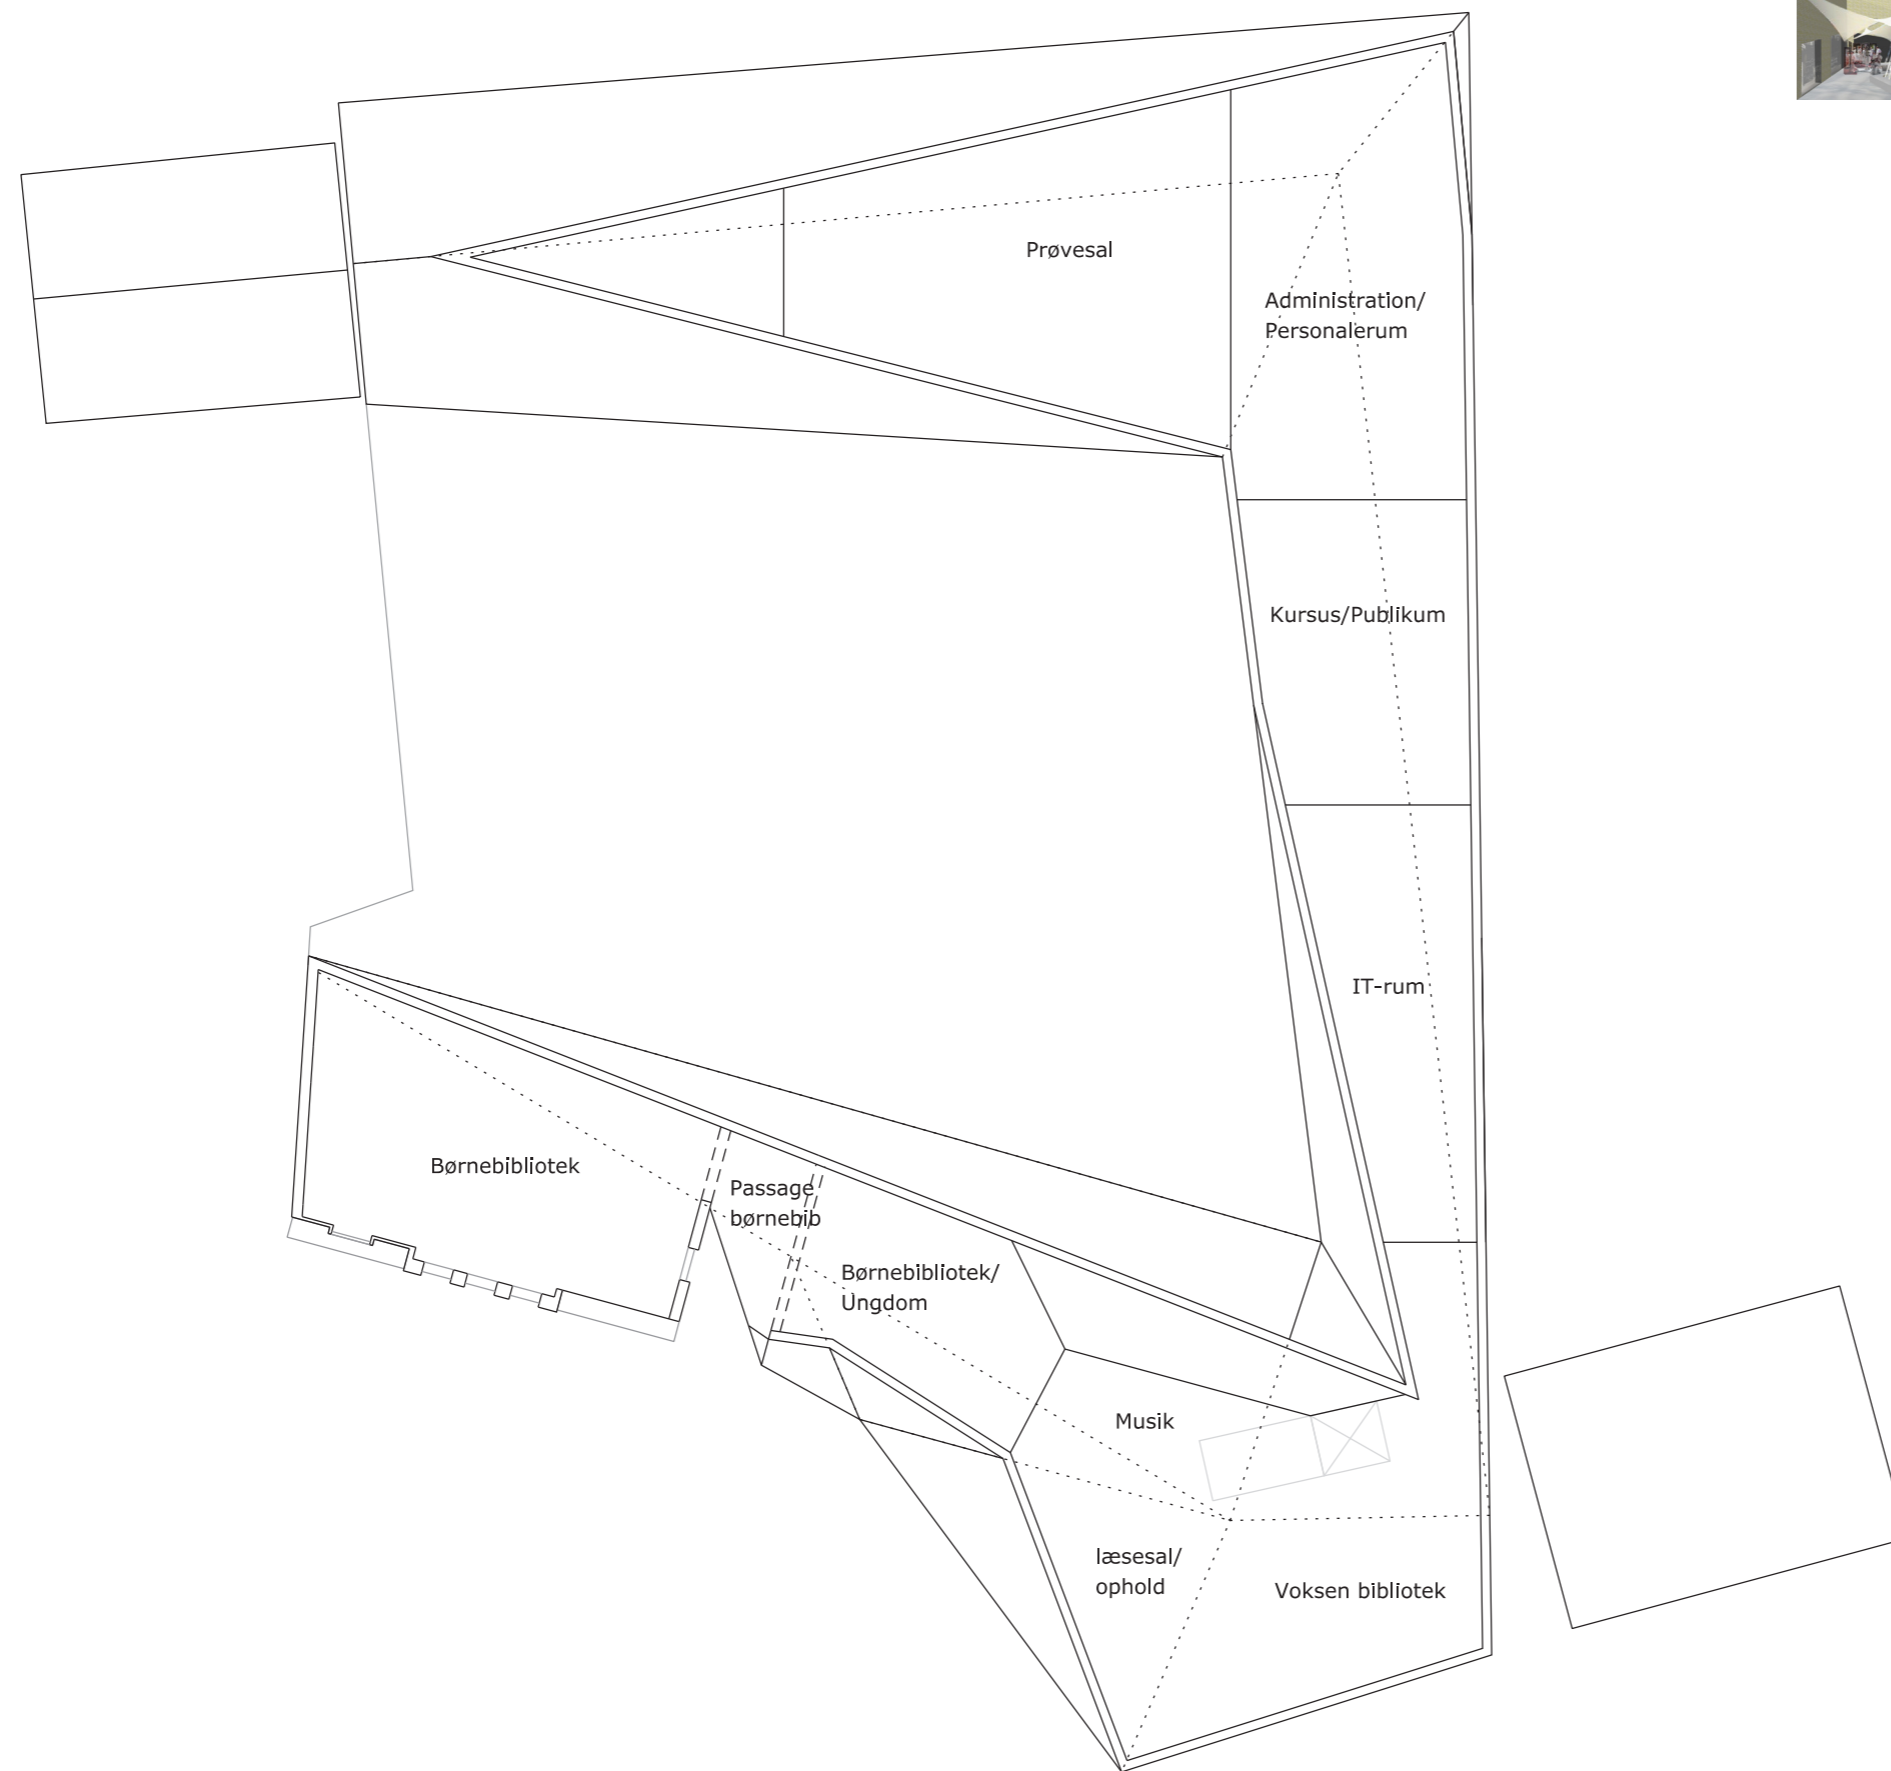 Prøvesal
Administration/
Personalerum
Kursus/Publikum
IT-rum
Børnebibliotek
Passage
børnebib
Børnebibliotek/
Ungdom
Musik
læsesal/
ophold
Voksen bibliotek